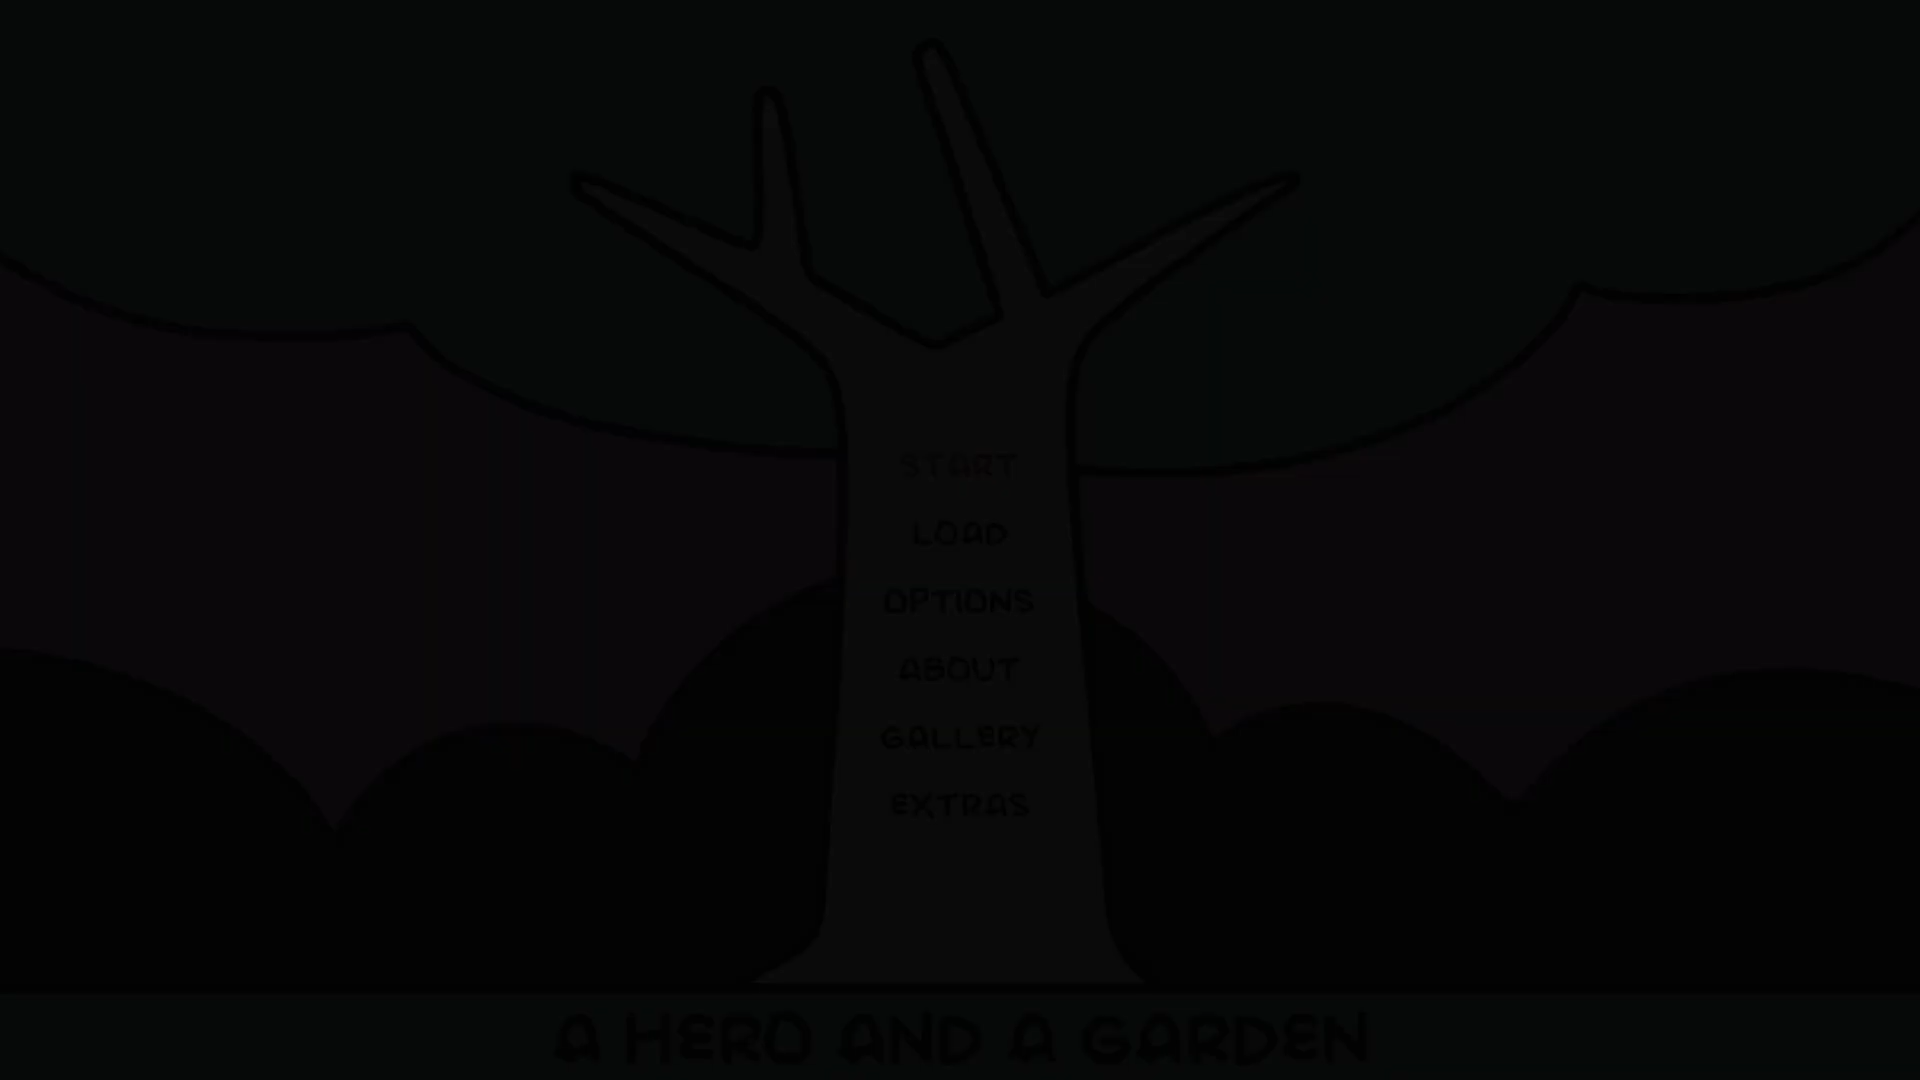 START
LOAD
OPTIONS
ABOUT
GALLERY
EXTRAS
A HERO AND A GARDEN